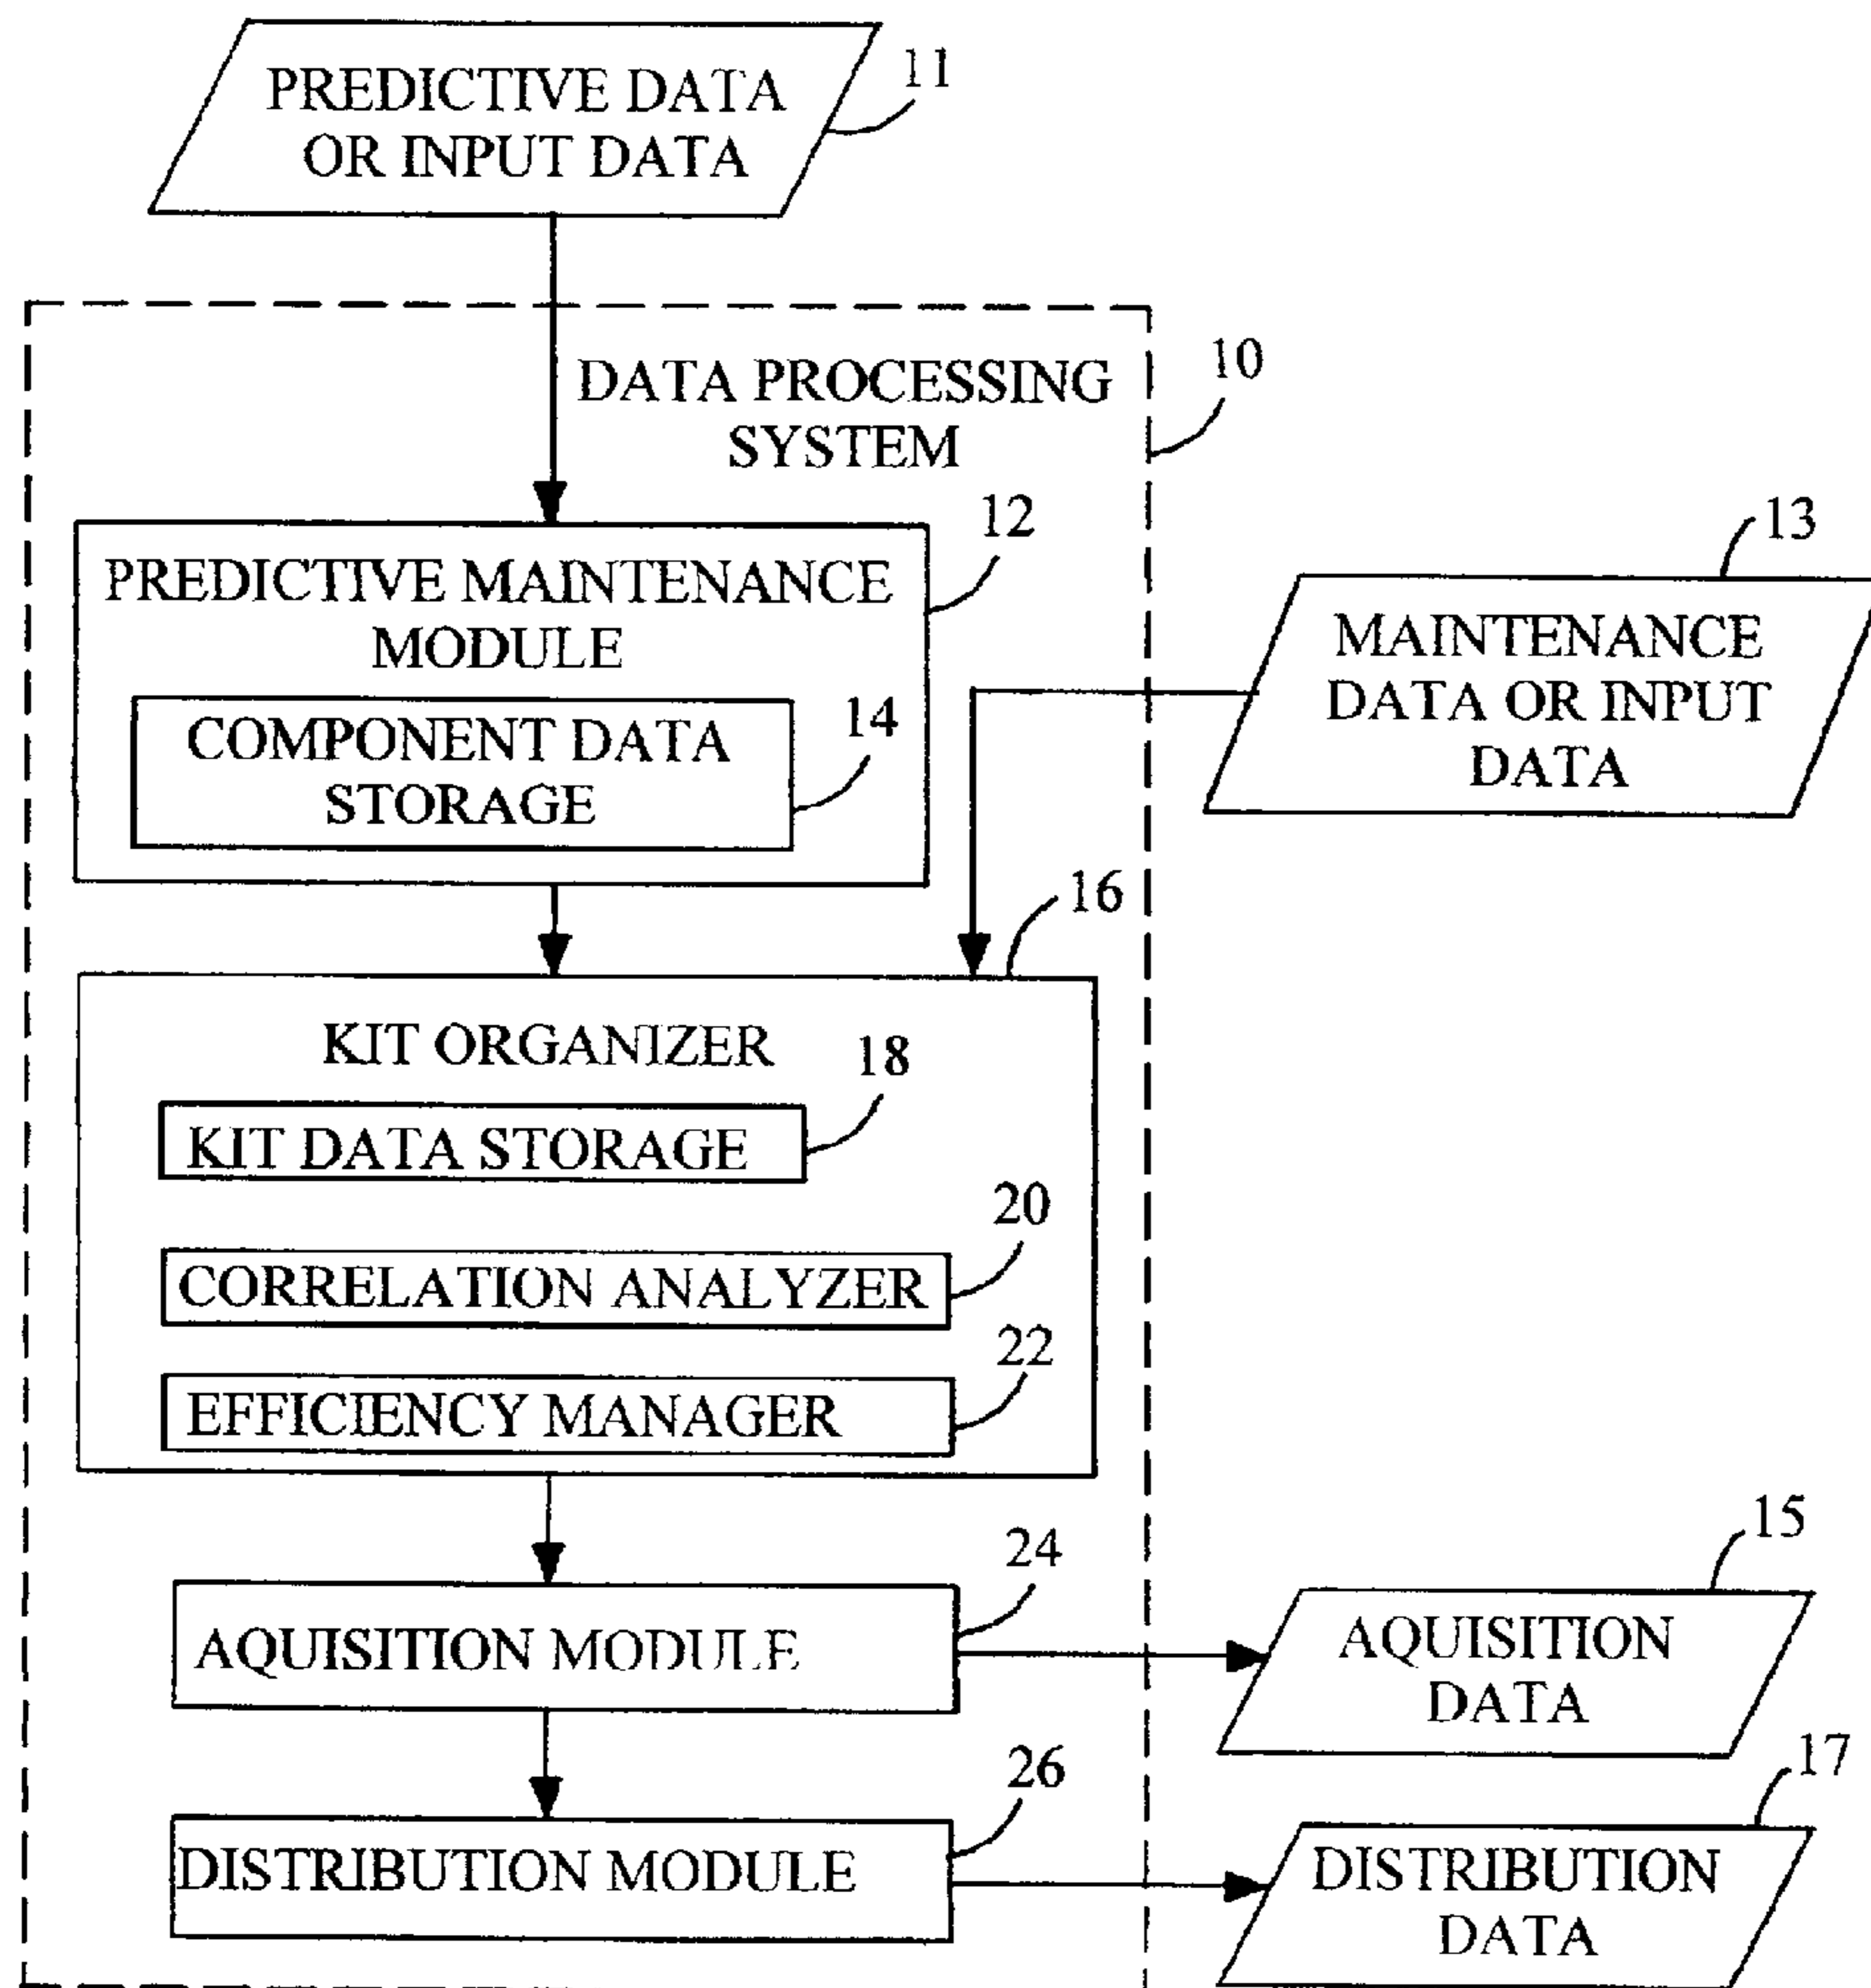 PREDICTIVE DATA
OR INPUT DATA
11
DATA PROCESSING
SYSTEM
10
12
PREDICTIVE MAINTENANCE
MODULE
COMPONENT DATA
STORAGE
14
13
MAINTENANCE
DATA OR INPUT
DATA
16
KIT ORGANIZER
18
KIT DATA STORAGE
20
CORRELATION ANALYZER
22
EFFICIENCY MANAGER
24
AQUISITION MODULE
15
AQUISITION
DATA
26
DISTRIBUTION MODULE
17
DISTRIBUTION
DATA